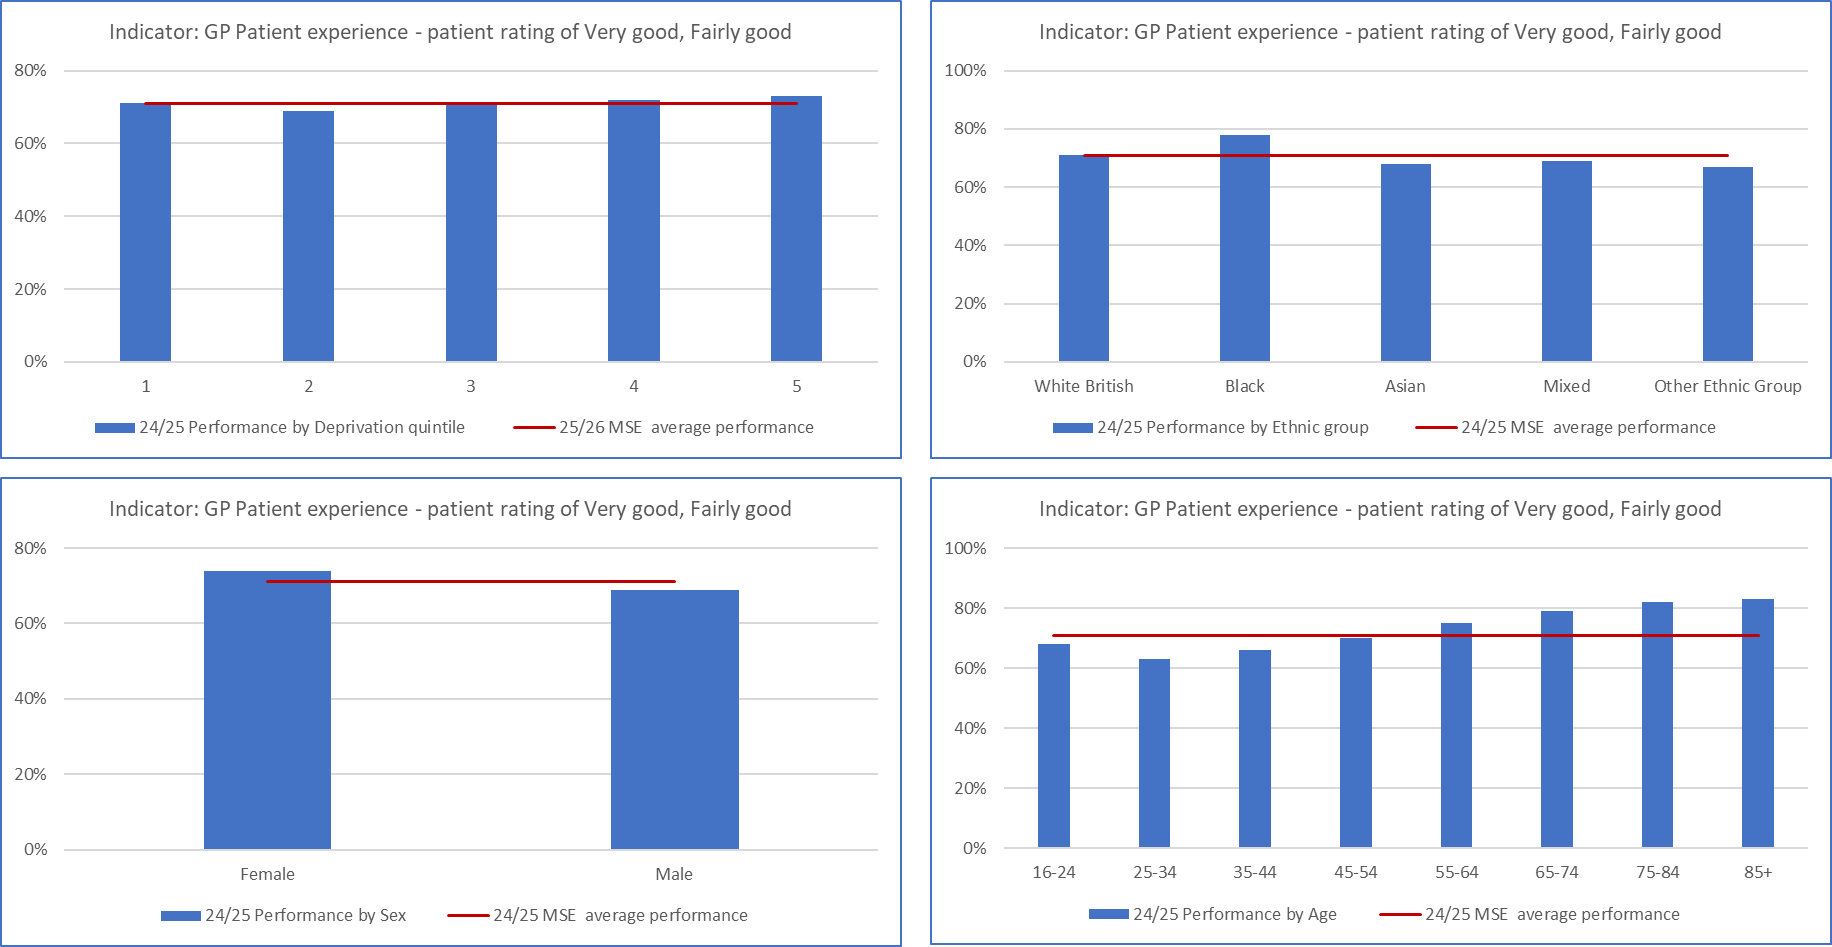 Indicator: GP Patient experience - patient rating of Very good, Fairly good
80%
60%
40%
20%
0%
1 2 3 4 5
24/25 Performance by Deprivation quintile 25/26 MSE  average performance
Indicator: GP Patient experience - patient rating of Very good, Fairly good
100%
80%
60%
40%
20%
0%
White British Black Asian Mixed Other Ethnic Group
24/25 Performance by Ethnic group 24/25 MSE  average performance
Indicator: GP Patient experience - patient rating of Very good, Fairly good
80%
60%
40%
20%
0%
Female Male
24/25 Performance by Sex 24/25 MSE  average performance
Indicator: GP Patient experience - patient rating of Very good, Fairly good
100%
80%
60%
40%
20%
0%
16-24 25-34 35-44 45-54 55-64 65-74 75-84 85+
24/25 Performance by Age 24/25 MSE  average performance